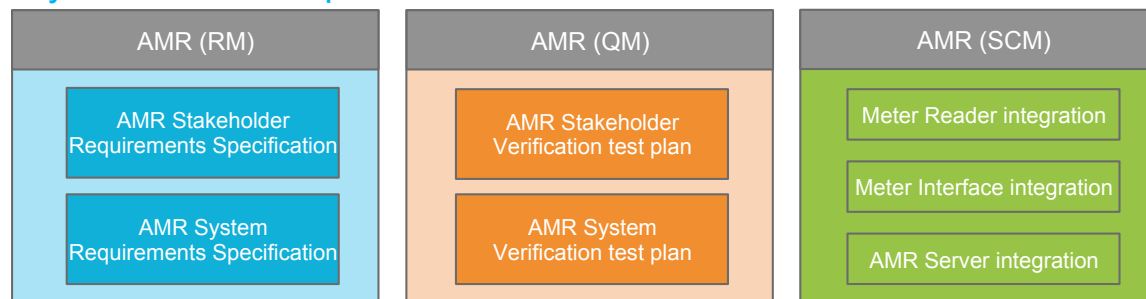 AMR (RM)
AMR Stakeholder
Requirements Specification
AMR System
Requirements Specification
AMR (QM)
AMR Stakeholder
Verification test plan
AMR System
Verification test plan
AMR (SCM)
Meter Reader integration
Meter Interface integration
AMR Server integration